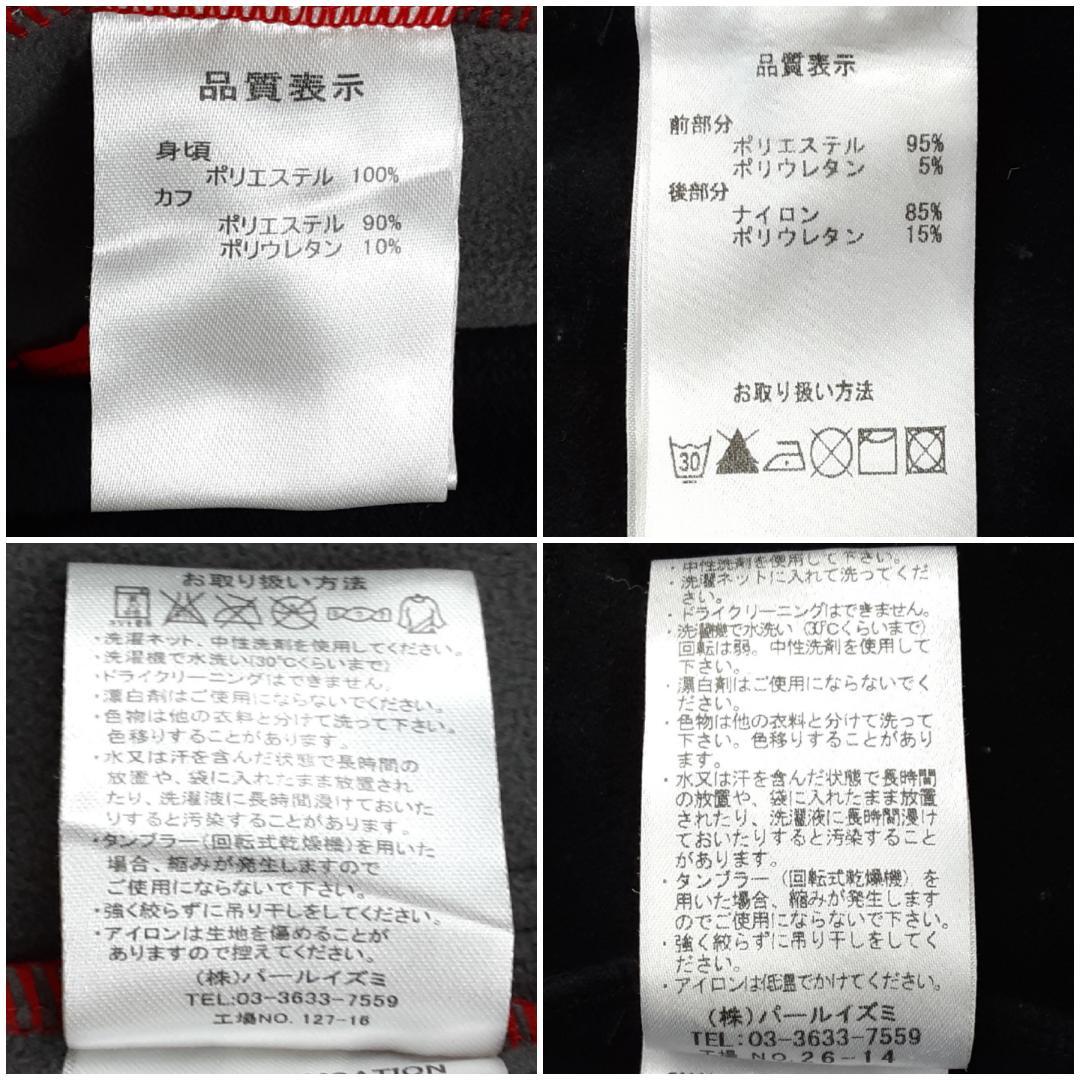 品質表示
身頃
ポリエステル 100%
カフ
ポリエステル 90%
ポリウレタン 10%
品質表示
前部分
ポリエステル 95%
ポリウレタン 5%
後部分
ナイロン 85%
ポリウレタン 15%
お取り扱い方法
30
お取り扱い方法
・洗濯ネット、中性洗剤を使用してください。
・洗濯機で水洗い(30℃くらいまで)
・ドライクリーニングはできません。
・漂白剤はご使用にならないでください。
・色物は他の衣料と分けて洗って下さい。
色移りすることがあります。
・水又は汗を含んだ状態で長時間の
放置や、袋に入れたまま放置され
たり、洗濯液に長時間浸けておいた
りすると汚染することがあります。
・タンブラー(回転式乾燥機)を用いた
場合、縮みが発生しますので
ご使用にならないで下さい。
・強く絞らずに吊り干しをしてください。
・アイロンは生地を傷めることが
ありますので控えてください。
(株)パールイズミ
TEL:03-3633-7559
工場NO. 127-16
・中性洗剤を使用して下さい。
・洗濯ネットに入れて洗ってくだ
さい。
・ドライクリーニングはできません。
・洗濯機で水洗い (30℃くらいまで)
回転は弱。中性洗剤を使用して
下さい。
・漂白剤はご使用にならないでく
ださい。
・色物は他の衣料と分けて洗って
下さい。色移りすることがあり
ます。
・水又は汗を含んだ状態で長時間
の放置や、袋に入れたまま放置
されたり、洗濯液に長時間浸け
ておいたりすると汚染すること
があります。
・タンブラー (回転式乾燥機) を
用いた場合、縮みが発生します
のでご使用にならないで下さい。
・強く絞らずに吊り干しをしてく
ださい。
・アイロンは低温でかけてください。
(株)パールイズミ
TEL:03-3633-7559
工場 NO.26-14